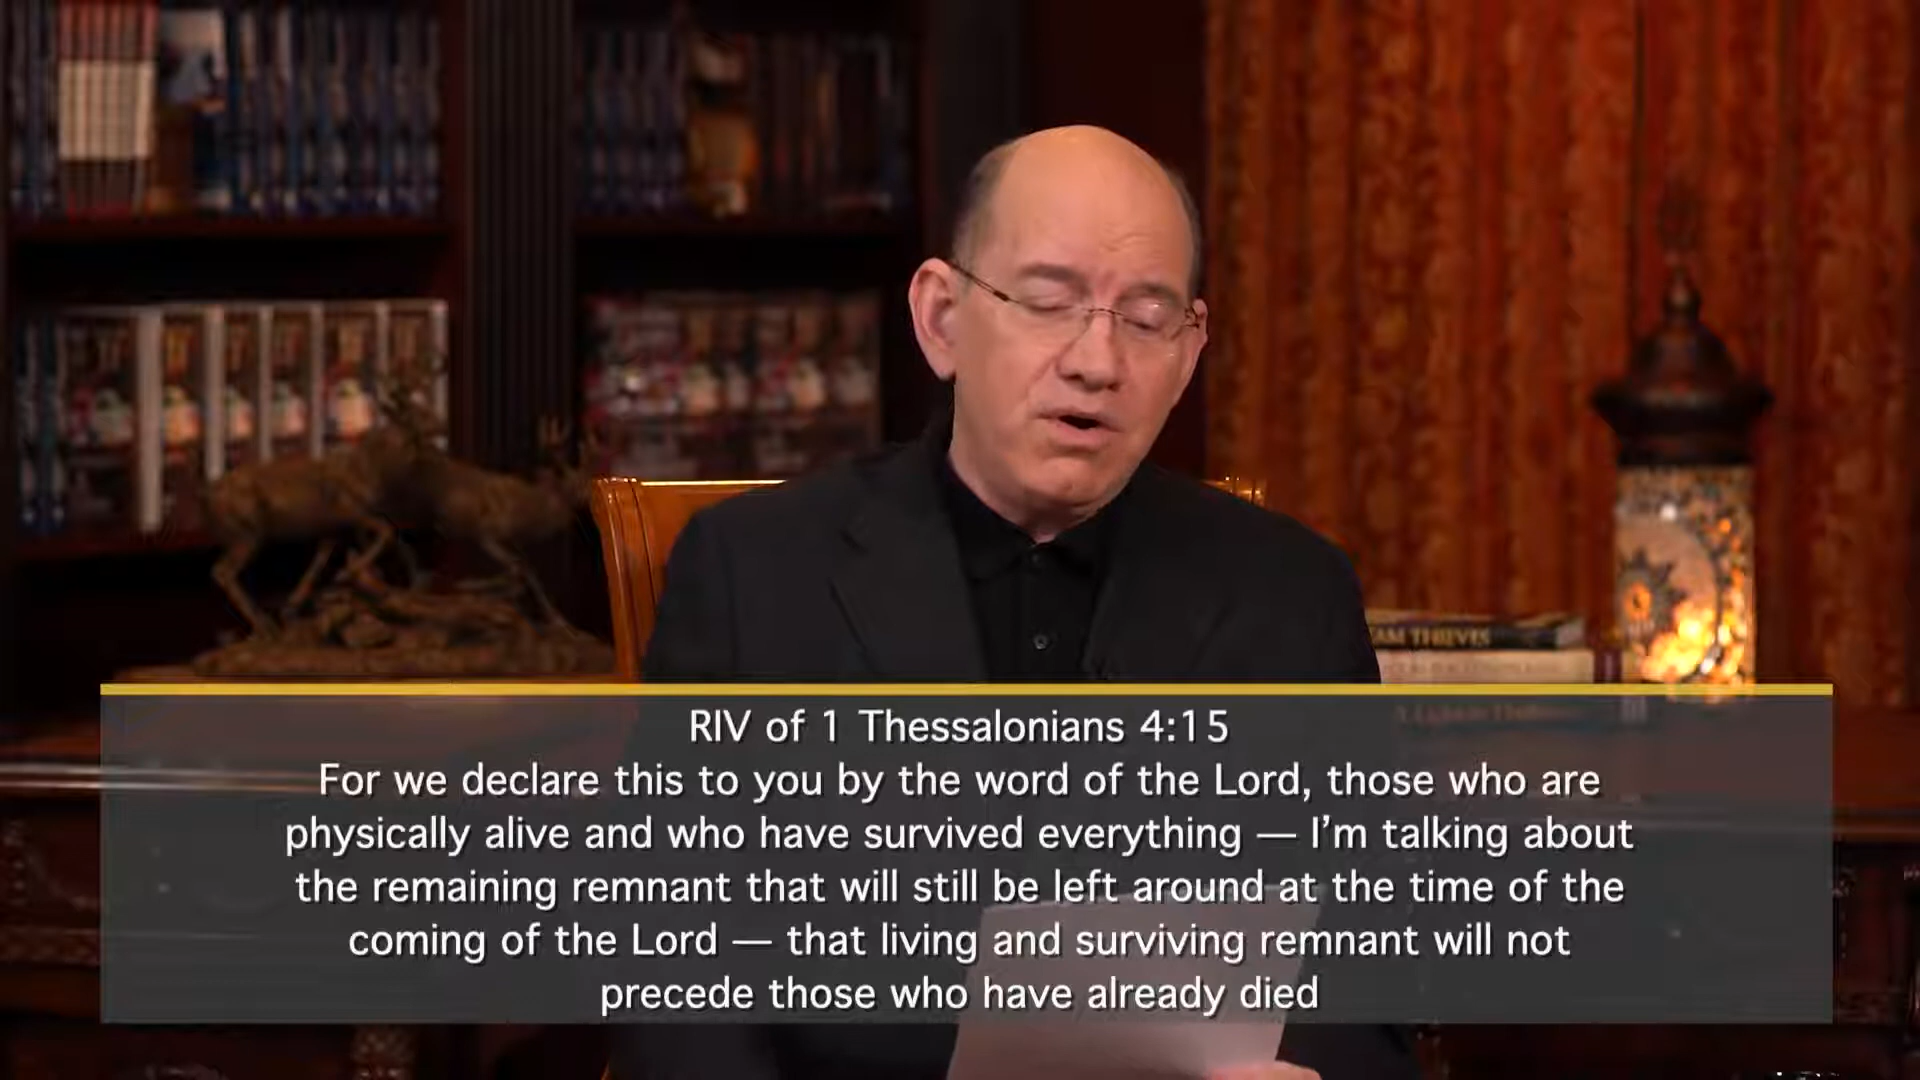 RIV of 1 Thessalonians 4:15
For we declare this to you by the word of the Lord, those who are
physically alive and who have survived everything — I’m talking about
the remaining remnant that will still be left around at the time of the
coming of the Lord — that living and surviving remnant will not
precede those who have already died
THIEVES